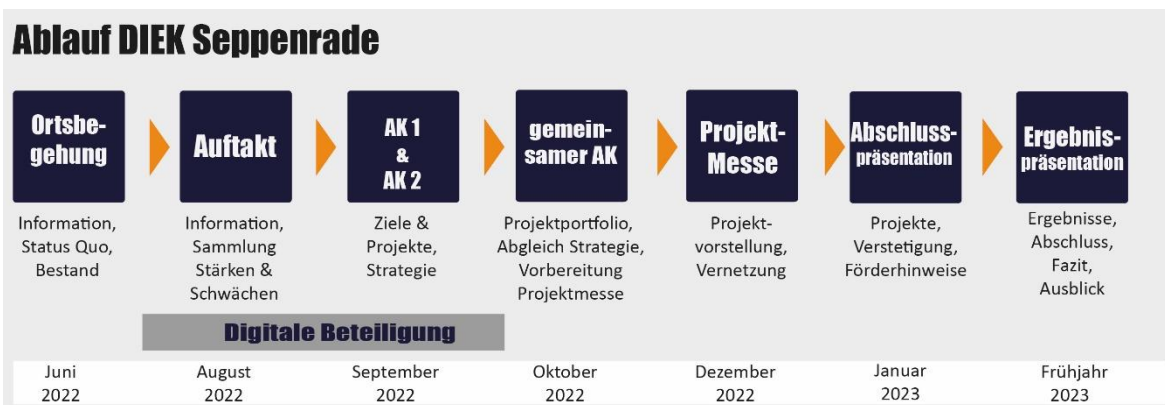 Ablauf DIEK Seppenrade
Ortsbe-
gehung
Auftakt
AK 1
&
AK 2
gemein-
samer AK
Projekt-
Messe
Abschluss-
präsentation
Ergebnis-
präsentation
Information,
Status Quo,
Bestand
Information,
Sammlung
Stärken &
Schwächen
Ziele &
Projekte,
Strategie
Projektportfolio,
Abgleich Strategie,
Vorbereitung
Projektmesse
Projekt-
vorstellung,
Vernetzung
Projekte,
Verstetigung,
Förderhinweise
Ergebnisse,
Abschluss,
Fazit,
Ausblick
Digitale Beteiligung
Juni
2022
August
2022
September
2022
Oktober
2022
Dezember
2022
Januar
2023
Frühjahr
2023